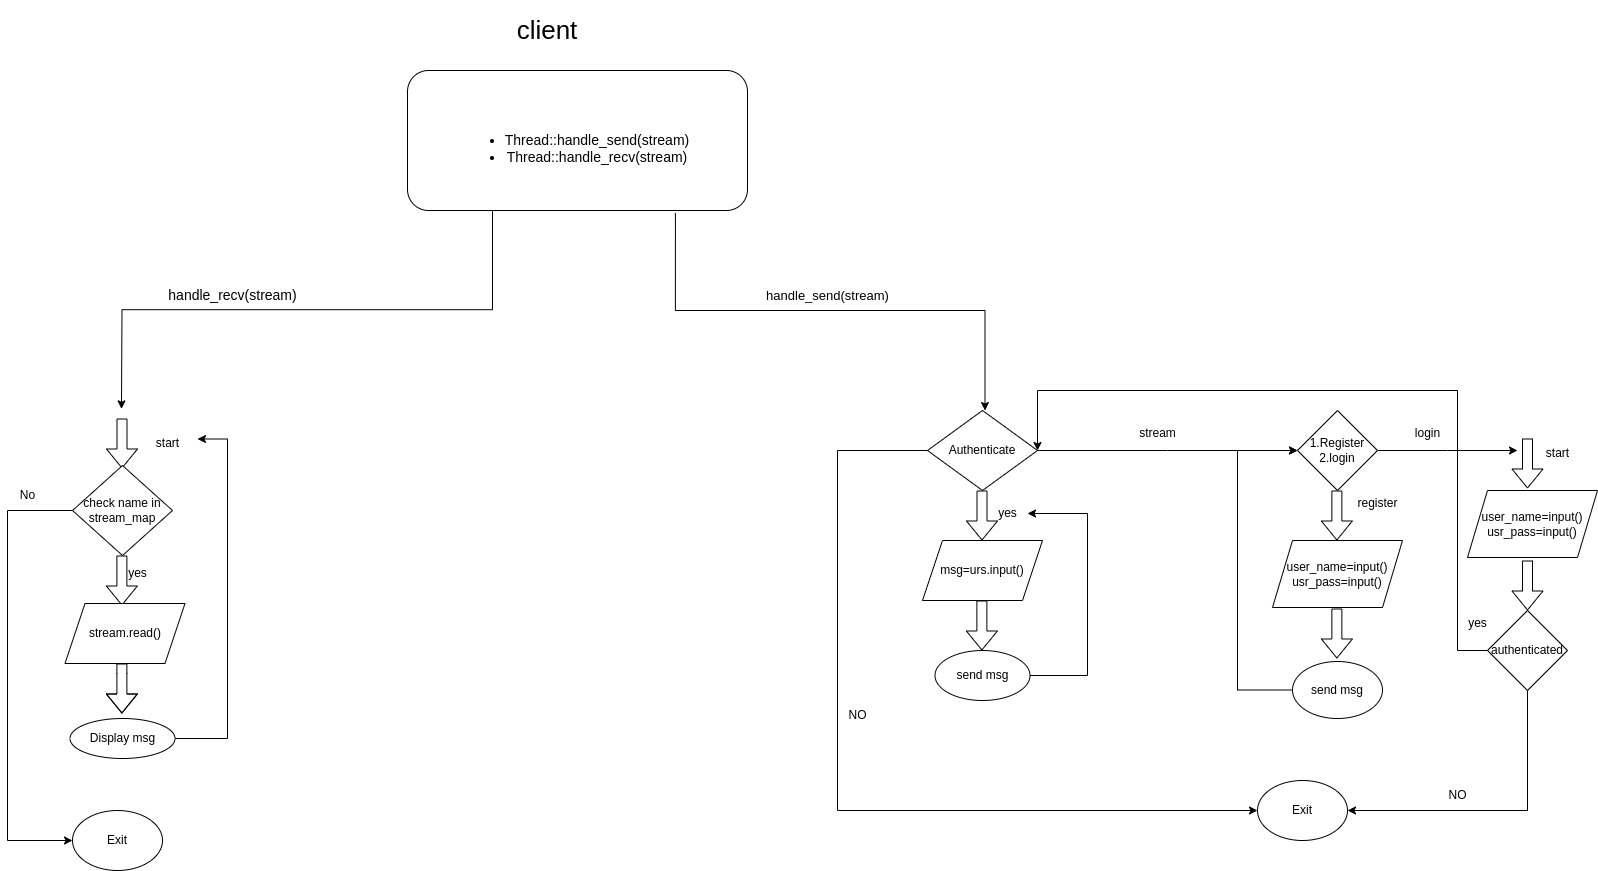 client
• Thread::handle_send(stream)
• Thread::handle_recv(stream)
handle_recv(stream)
handle_send(stream)
start
check name in
stream_map
No
yes
stream.read()
Display msg
Exit
Authenticate
stream
yes
msg=urs.input()
send msg
NO
1.Register
2.login
login
register
user_name=input()
usr_pass=input()
send msg
start
user_name=input()
usr_pass=input()
yes
authenticated
NO
Exit